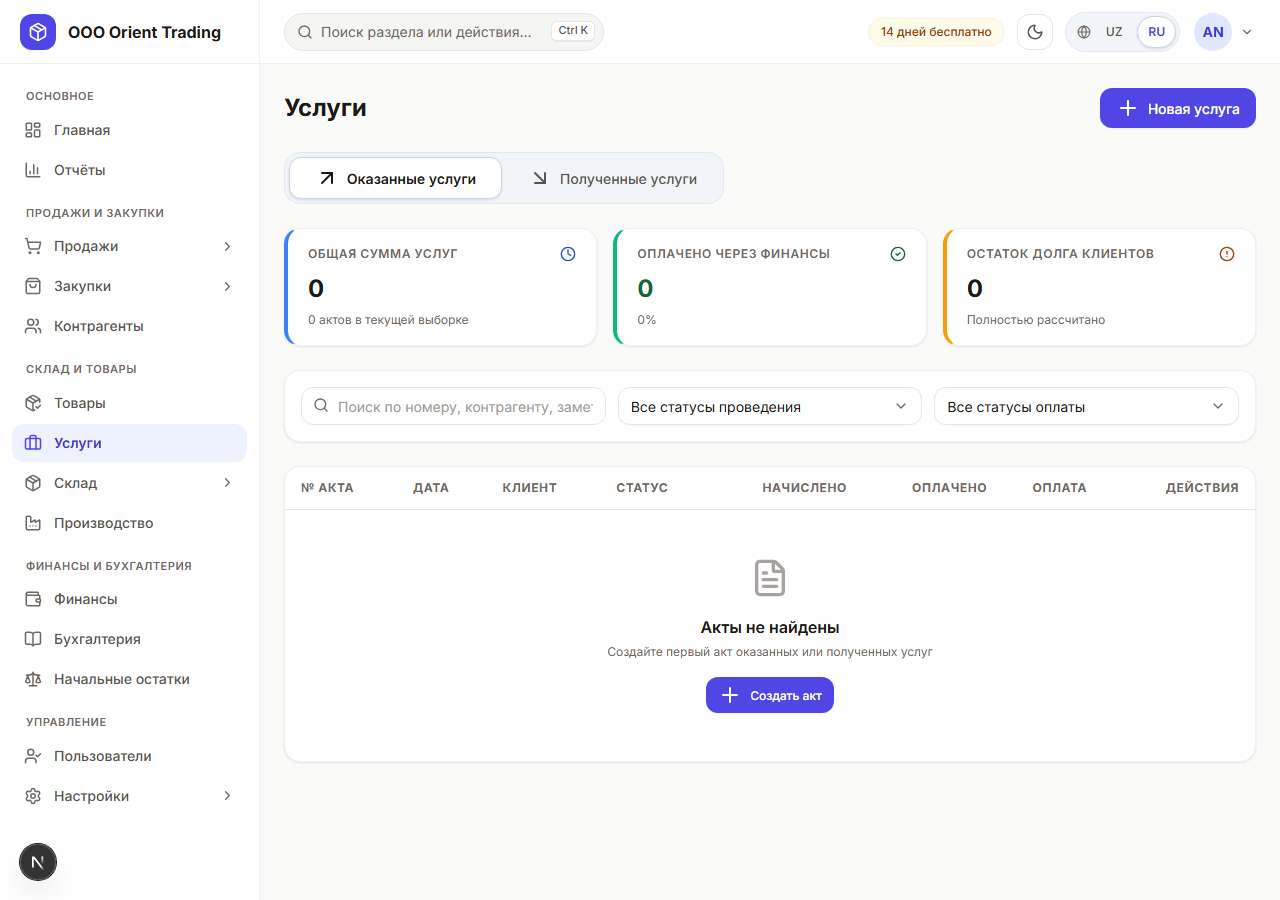 ООО Orient Trading
Поиск раздела или действия...
Ctrl K
14 дней бесплатно
UZ
RU
AN
ОСНОВНОЕ
Главная
Отчёты
ПРОДАЖИ И ЗАКУПКИ
Продажи
Закупки
Контрагенты
СКЛАД И ТОВАРЫ
Товары
Услуги
Склад
Производство
ФИНАНСЫ И БУХГАЛТЕРИЯ
Финансы
Бухгалтерия
Начальные остатки
УПРАВЛЕНИЕ
Пользователи
Настройки
N
Услуги
Новая услуга
Оказанные услуги
Полученные услуги
ОБЩАЯ СУММА УСЛУГ
0
0 актов в текущей выборке
ОПЛАЧЕНО ЧЕРЕЗ ФИНАНСЫ
0
0%
ОСТАТОК ДОЛГА КЛИЕНТОВ
0
Полностью рассчитано
Поиск по номеру, контрагенту, замет
Все статусы проведения
Все статусы оплаты
№ АКТА ДАТА КЛИЕНТ СТАТУС НАЧИСЛЕНО ОПЛАЧЕНО ОПЛАТА ДЕЙСТВИЯ
Акты не найдены
Создайте первый акт оказанных или полученных услуг
Создать акт